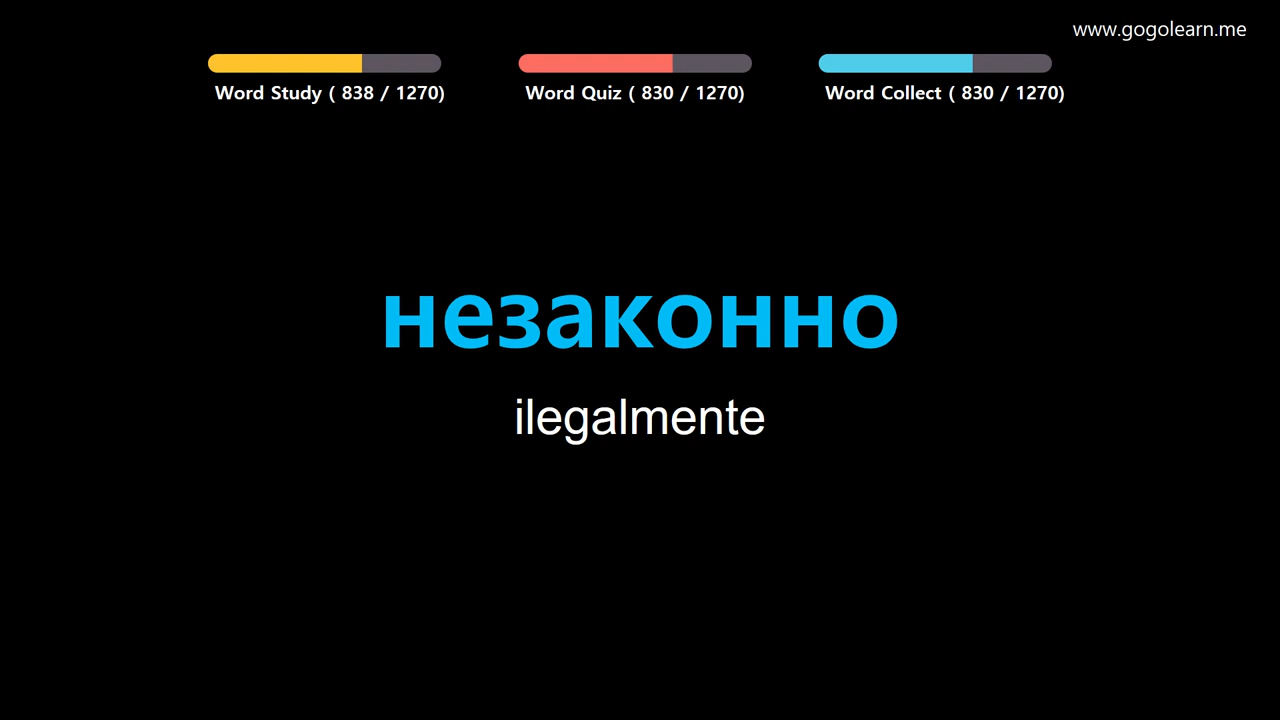 www.gogolearn.me
Word Study ( 838 / 1270)
Word Quiz ( 830 / 1270)
Word Collect ( 830 / 1270)
незаконно
ilegalmente